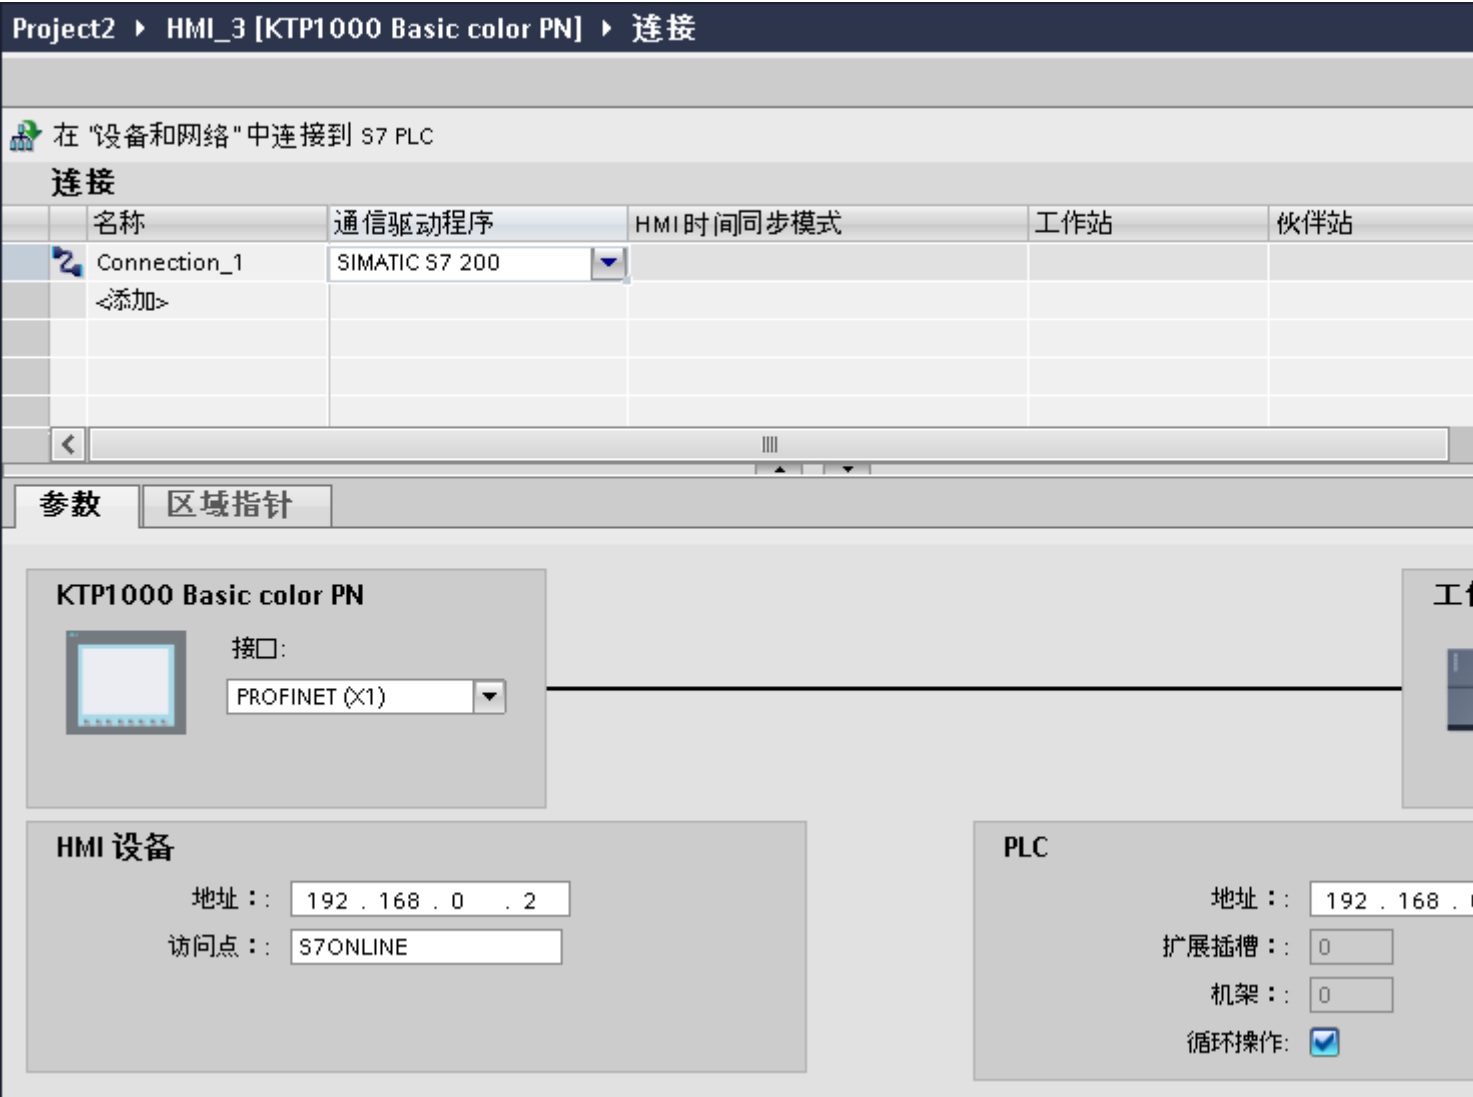 Project2 ▸ HMI_3 [KTP1000 Basic color PN] ▸ 连接
在 "设备和网络" 中连接到 S7 PLC
连接
名称 通信驱动程序 HMI时间同步模式 工作站 伙伴站
Connection_1 SIMATIC S7 200
<添加>
参数 区域指针
KTP1000 Basic color PN
工
接口:
PROFINET (X1)
HMI 设备
地址:: 192 . 168 . 0 . 2
访问点:: S7ONLINE
PLC
地址:: 192 . 168 .
扩展插槽:: 0
机架:: 0
循环操作: